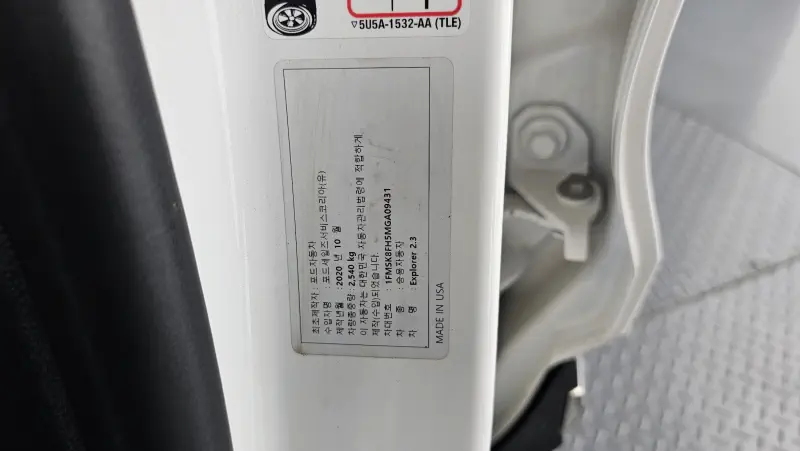 ▽5U5A-1532-AA (TLE)
최초제작자 : 포드자동차
수입자명 : 포드세일즈서비스코리아(유)
제작년월 : 2020 년 10 월
차량총중량 : 2,540 kg
이 자동차는 대한민국 자동차관리법령에 적합하게
제작(수입)되었습니다.
차대번호 : 1FMSK8FH5MGA09431
차 종 : 승용자동차
차 명 : Explorer 2.3
MADE IN USA